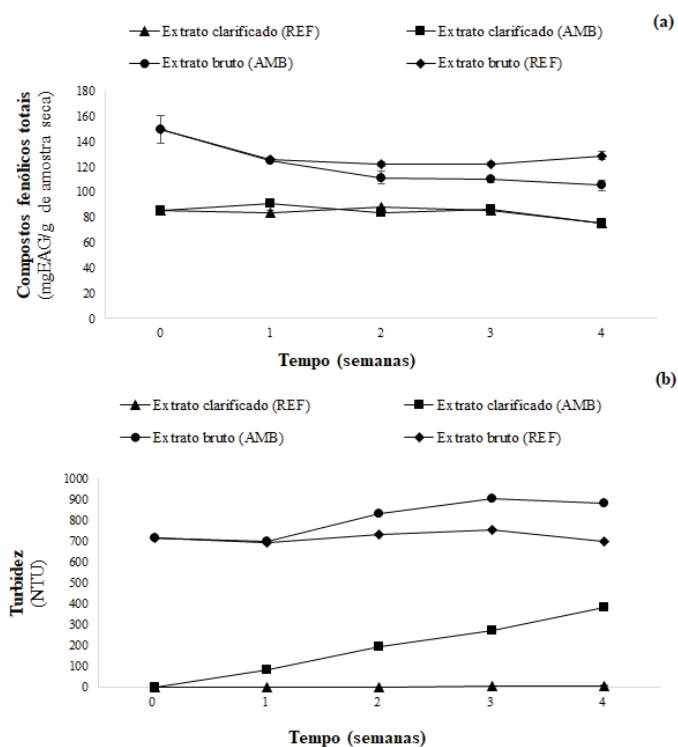 (a)
Extrato clarificado (REF)
Extrato clarificado (AMB)
Extrato bruto (AMB)
Extrato bruto (REF)
Compostos fenólicos totais
(mgEAG/g de amostra seca)
180
160
140
120
100
80
60
40
20
0
0 1 2 3 4
Tempo (semanas)
(b)
Extrato clarificado (REF)
Extrato clarificado (AMB)
Extrato bruto (AMB)
Extrato bruto (REF)
Turbidez
(NTU)
1000
900
800
700
600
500
400
300
200
100
0
0 1 2 3 4
Tempo (semanas)